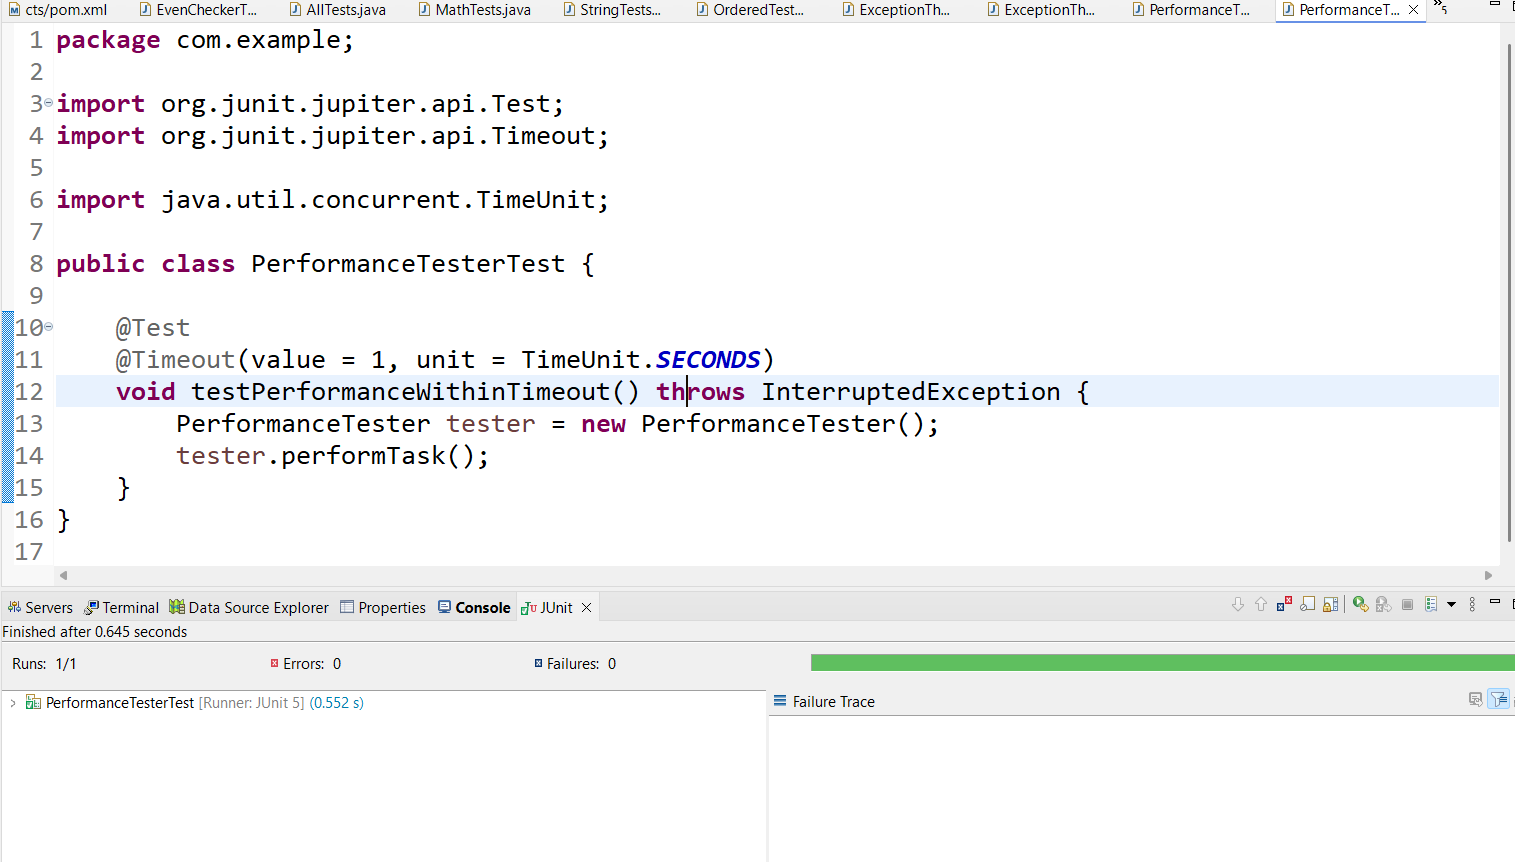 cts/pom.xml EvenCheckerT... AllTests.java MathTests.java StringTests... OrderedTest... ExceptionTh... ExceptionTh... PerformanceT... PerformanceT... »5
1 package com.example;
2
3 import org.junit.jupiter.api.Test;
4 import org.junit.jupiter.api.Timeout;
5
6 import java.util.concurrent.TimeUnit;
7
8 public class PerformanceTesterTest {
9
10 @Test
11 @Timeout(value = 1, unit = TimeUnit.SECONDS)
12 void testPerformanceWithinTimeout() throws InterruptedException {
13 PerformanceTester tester = new PerformanceTester();
14 tester.performTask();
15 }
16 }
17
Servers Terminal Data Source Explorer Properties Console JUnit
Finished after 0.645 seconds
Runs: 1/1 Errors: 0 Failures: 0
PerformanceTesterTest [Runner: JUnit 5] (0.552 s) Failure Trace